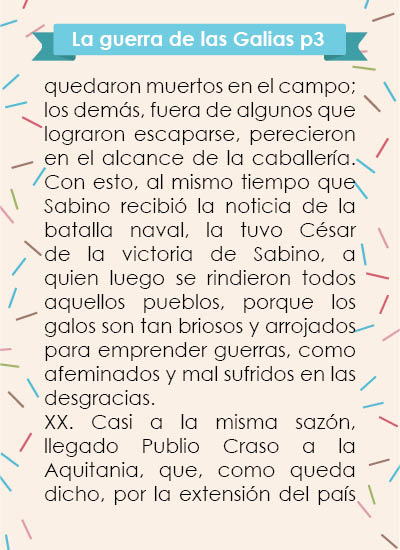 La guerra de las Galias p3
quedaron muertos en el campo;
los demás, fuera de algunos que
lograron escaparse, perecieron
en el alcance de la caballería.
Con esto, al mismo tiempo que
Sabino recibió la noticia de la
batalla naval, la tuvo César
de la victoria de Sabino, a
quien luego se rindieron todos
aquellos pueblos, porque los
galos son tan briosos y arrojados
para emprender guerras, como
afeminados y mal sufridos en las
desgracias.
XX. Casi a la misma sazón,
llegado Publio Craso a la
Aquitania, que, como queda
dicho, por la extensión del país